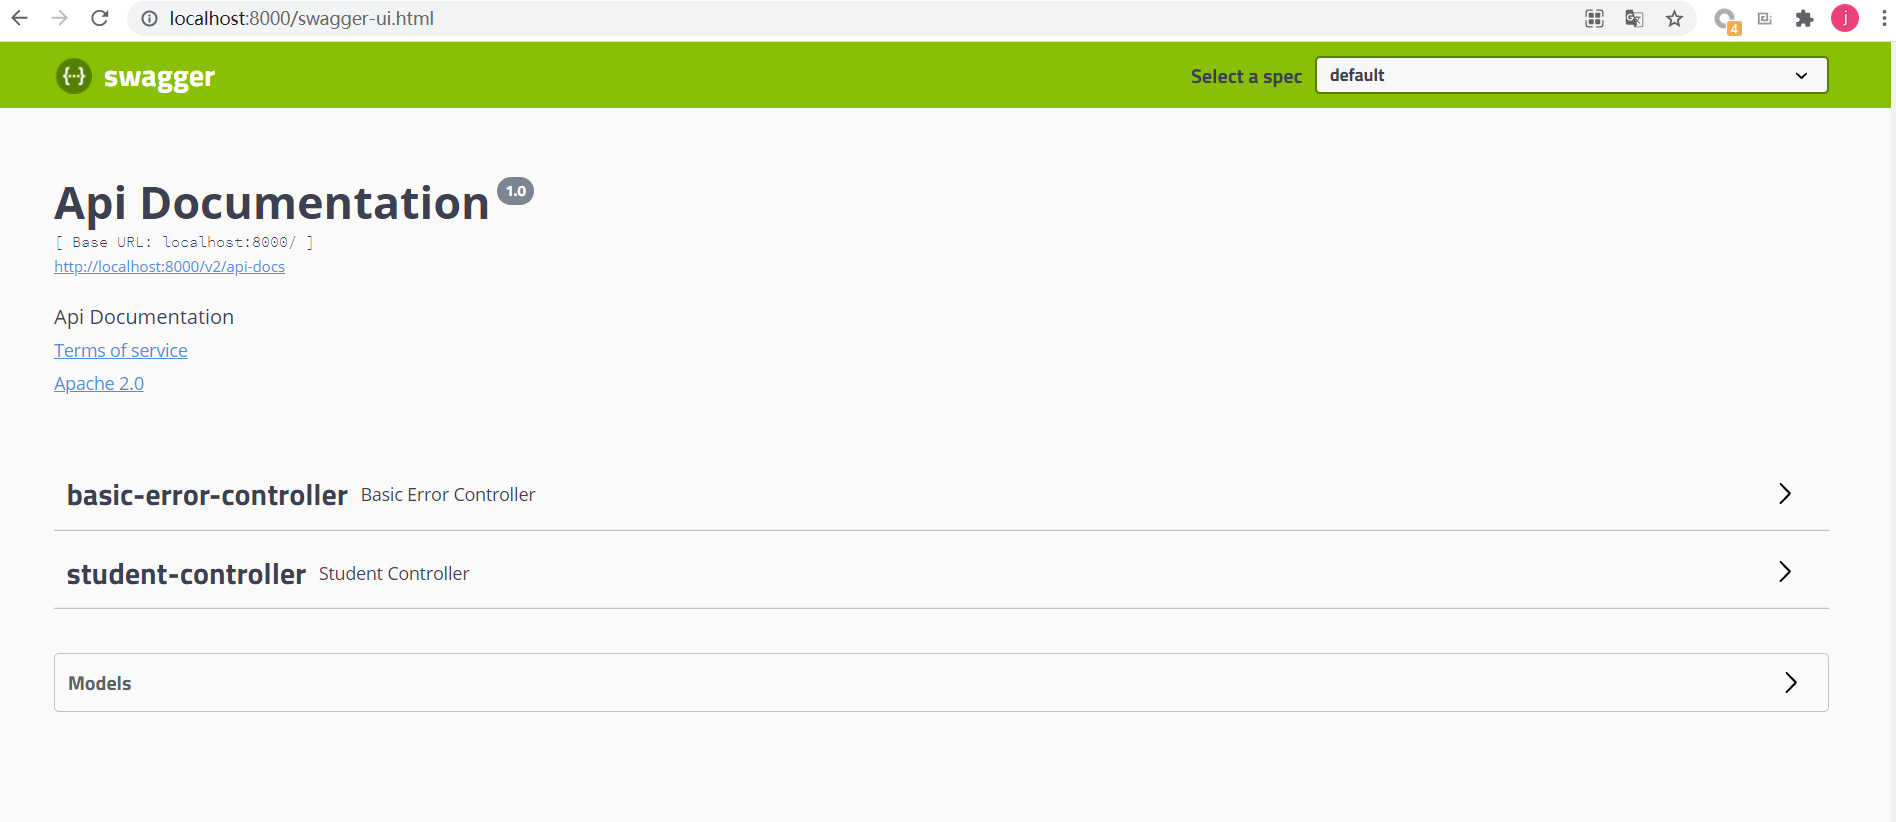 localhost:8000/swagger-ui.html
4
j
{···} swagger
Select a spec
default
Api Documentation 1.0
[ Base URL: localhost:8000/ ]
http://localhost:8000/v2/api-docs
Api Documentation
Terms of service
Apache 2.0
basic-error-controller Basic Error Controller
student-controller Student Controller
Models